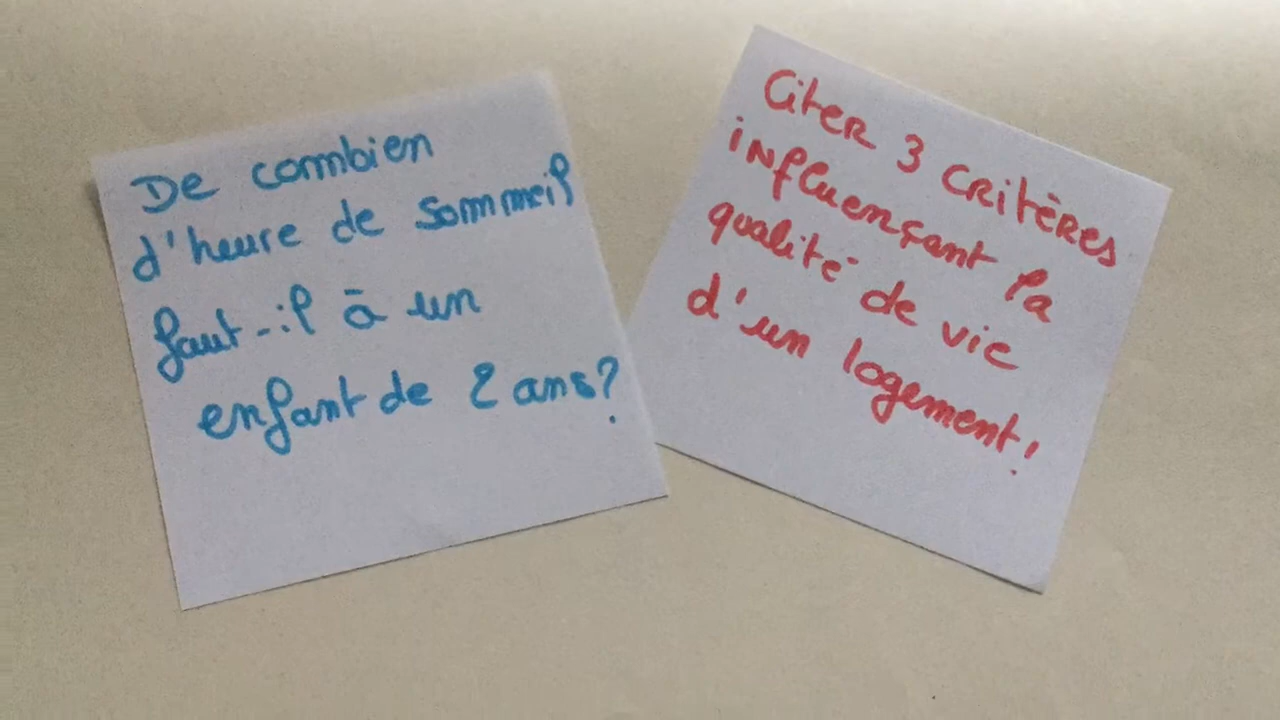 De combien
d'heure de sommeil
faut-il à un
enfant de 2 ans?
Citer 3 critères
influençant la
qualité de vie
d'un logement!